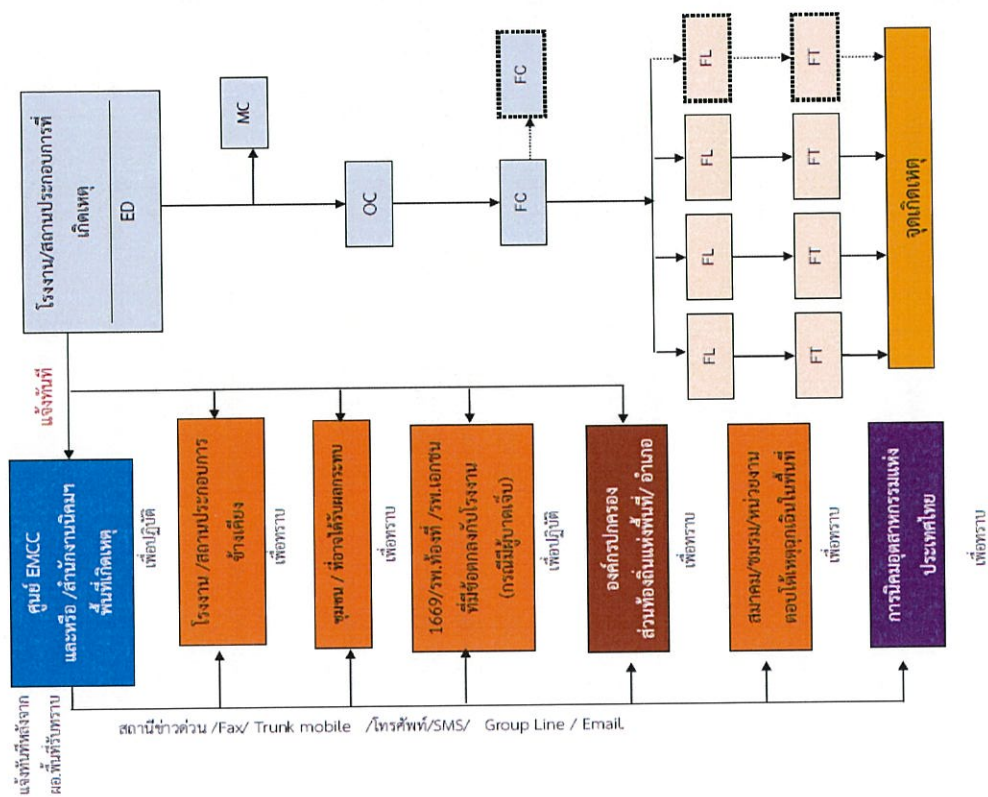 โรงงาน/สถานประกอบการที่
เกิดเหตุ
ED
MC
OC
FC
FC
FL
FL
FL
FL
FT
FT
FT
FT
จุดเกิดเหตุ
แจ้งทันที
ศูนย์ EMCC
และหรือ /สำนักงานนิคมฯ
พื้นที่เกิดเหตุ
เพื่อปฏิบัติ
โรงงาน /สถานประกอบการ
ข้างเคียง
เพื่อทราบ
ชุมชน / ที่อาจได้รับผลกระทบ
เพื่อทราบ
1669/รพ.ท้องที่ /รพ.เอกชน
ที่มีข้อตกลงกับโรงงาน
(กรณีมีผู้บาดเจ็บ)
เพื่อปฏิบัติ
องค์กรปกครอง
ส่วนท้องถิ่นแห่งพื้นที่/ อำเภอ
เพื่อทราบ
สมาคม/ชมรม/หน่วยงาน
ตอบโต้เหตุฉุกเฉินในพื้นที่
เพื่อทราบ
การนิคมอุตสาหกรรมแห่ง
ประเทศไทย
เพื่อทราบ
แจ้งทันทีหลังจาก
ผอ.พื้นที่รับทราบ
สถานีข่าวด่วน /Fax/ Trunk mobile /โทรศัพท์/SMS/ Group Line / Email